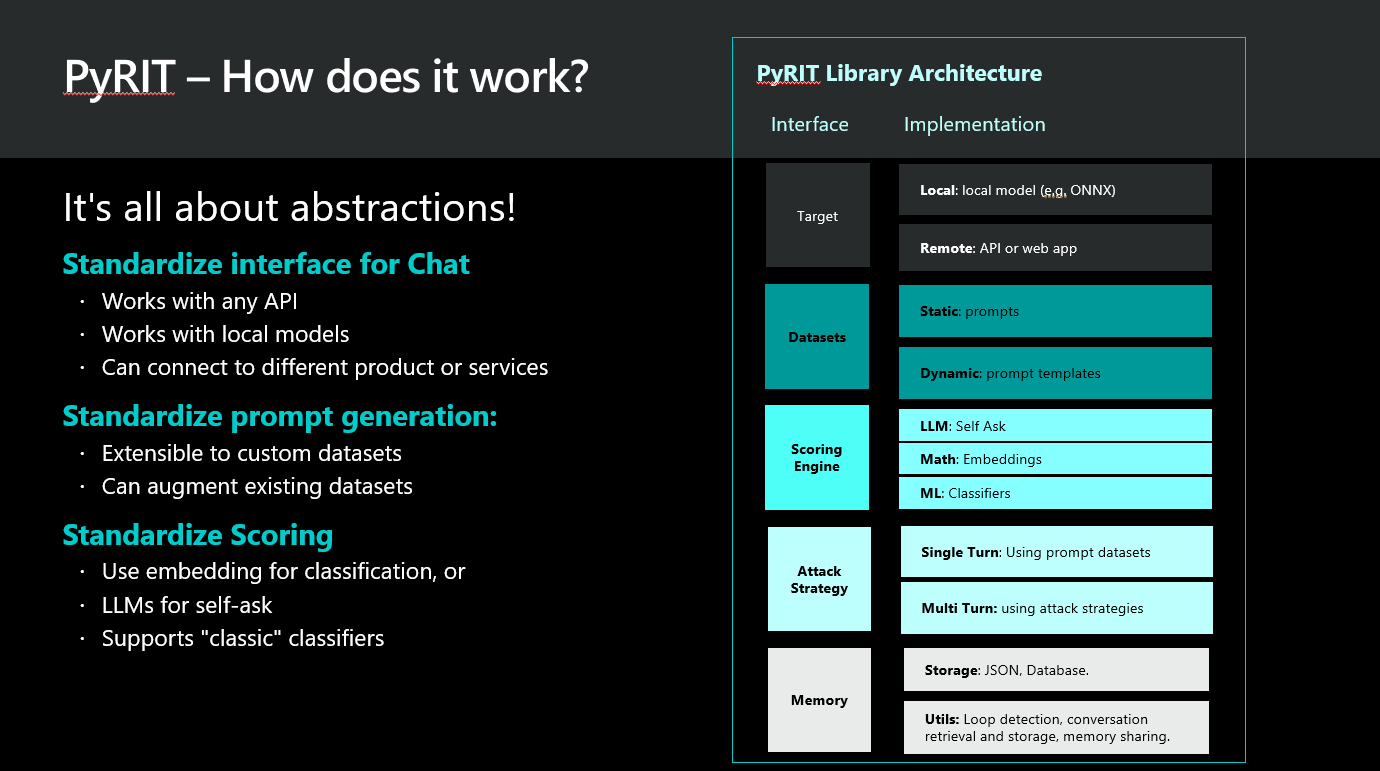 PyRIT – How does it work?
It's all about abstractions!
Standardize interface for Chat
· Works with any API
· Works with local models
· Can connect to different product or services
Standardize prompt generation:
· Extensible to custom datasets
· Can augment existing datasets
Standardize Scoring
· Use embedding for classification, or
· LLMs for self-ask
· Supports "classic" classifiers
PyRIT Library Architecture
Interface
Implementation
Target
Local: local model (e.g. ONNX)
Remote: API or web app
Datasets
Static: prompts
Dynamic: prompt templates
Scoring
Engine
LLM: Self Ask
Math: Embeddings
ML: Classifiers
Attack
Strategy
Single Turn: Using prompt datasets
Multi Turn: using attack strategies
Memory
Storage: JSON, Database.
Utils: Loop detection, conversation
retrieval and storage, memory sharing.